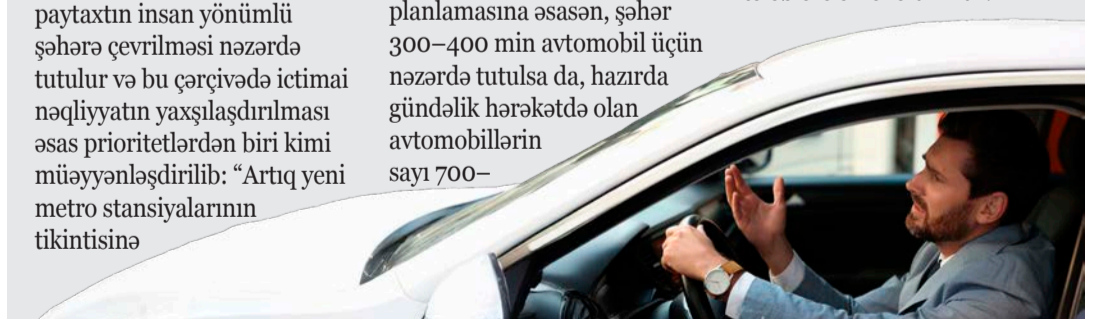 paytaxtın insan yönümlü
şəhərə çevrilməsi nəzərdə
tutulur və bu çərçivədə ictimai
nəqliyyatın yaxşılaşdırılması
əsas prioritetlərdən biri kimi
müəyyənləşdirilib: “Artıq yeni
metro stansiyalarının
tikintisinə
planlamasına əsasən, şəhər
300–400 min avtomobil üçün
nəzərdə tutulsa da, hazırda
gündəlik hərəkətdə olan
avtomobillərin
sayı 700–